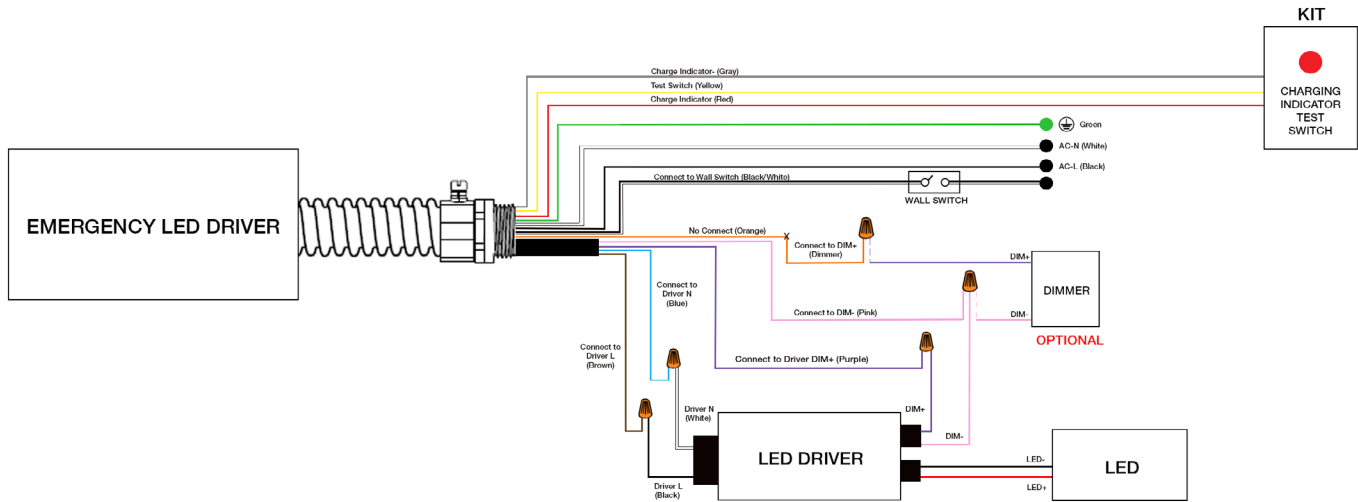 KIT
Charge Indicator- (Gray)
Test Switch (Yellow)
Charge Indicator (Red)
CHARGING
INDICATOR
TEST
SWITCH
Green
AC-N (White)
AC-L (Black)
Connect to Wall Switch (Black/White)
WALL SWITCH
EMERGENCY LED DRIVER
No Connect (Orange)
x
Connect to DIM+
(Dimmer)
DIM+
DIMMER
DIM-
OPTIONAL
Connect to
Driver N
(Blue)
Connect to DIM- (Pink)
Connect to
Driver L
(Brown)
Connect to Driver DIM+ (Purple)
Driver N
(White)
DIM+
DIM-
LED DRIVER
Driver L
(Black)
LED-
LED+
LED